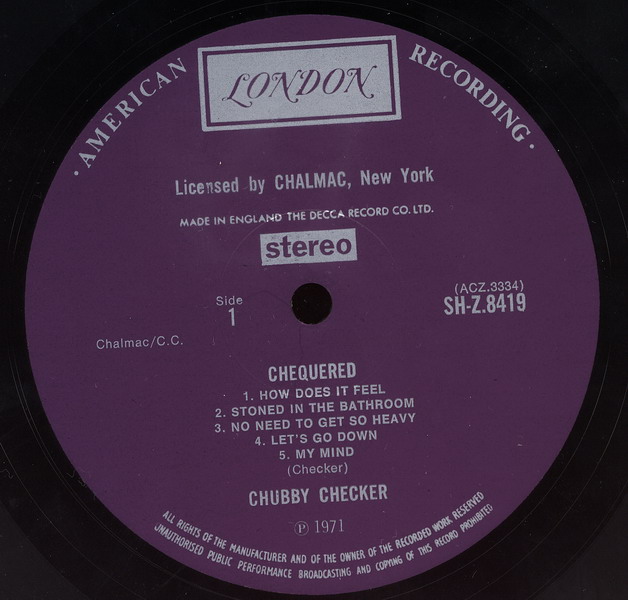 · AMERICAN RECORDING ·
LONDON
Licensed by CHALMAC, New York
MADE IN ENGLAND THE DECCA RECORD CO. LTD.
stereo
Side
1
(ACZ.3334)
SH-Z.8419
Chalmac/C.C.
CHEQUERED
1. HOW DOES IT FEEL
2. STONED IN THE BATHROOM
3. NO NEED TO GET SO HEAVY
4. LET'S GO DOWN
5. MY MIND
(Checker)
CHUBBY CHECKER
Ⓟ 1971
ALL RIGHTS OF THE MANUFACTURER AND OF THE OWNER OF THE RECORDED WORK RESERVED
UNAUTHORISED PUBLIC PERFORMANCE BROADCASTING AND COPYING OF THIS RECORD PROHIBITED